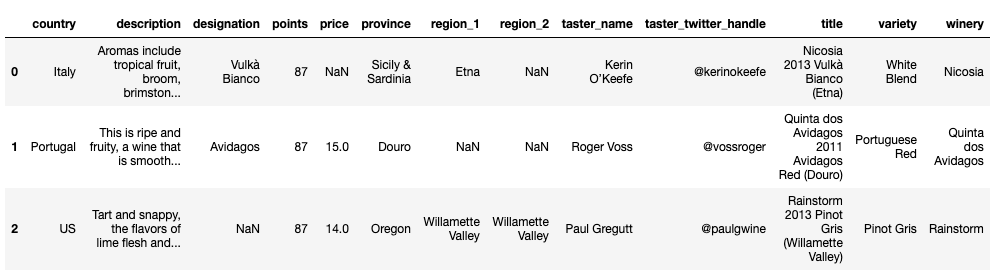 country description designation points price province region_1 region_2 taster_name taster_twitter_handle title variety winery
0
Italy
Aromas include
tropical fruit,
broom,
brimston...
Vulkà
Bianco
87
NaN
Sicily &
Sardinia
Etna
NaN
Kerin
O’Keefe
@kerinokeefe
Nicosia
2013 Vulkà
Bianco
(Etna)
White
Blend
Nicosia
1
Portugal
This is ripe and
fruity, a wine that
is smooth...
Avidagos
87
15.0
Douro
NaN
NaN
Roger Voss
@vossroger
Quinta dos
Avidagos
2011
Avidagos
Red (Douro)
Portuguese
Red
Quinta
dos
Avidagos
2
US
Tart and snappy,
the flavors of
lime flesh and...
NaN
87
14.0
Oregon
Willamette
Valley
Willamette
Valley
Paul Gregutt
@paulgwine
Rainstorm
2013 Pinot
Gris
(Willamette
Valley)
Pinot Gris
Rainstorm